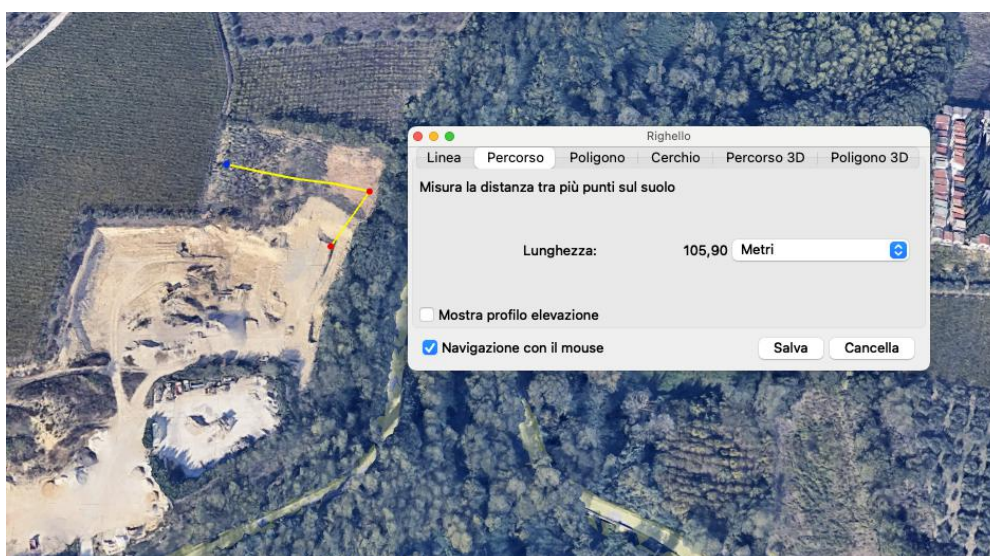 Righello
Linea Percorso Poligono Cerchio Percorso 3D Poligono 3D
Misura la distanza tra più punti sul suolo
Lunghezza: 105,90 Metri
Mostra profilo elevazione
Navigazione con il mouse Salva Cancella